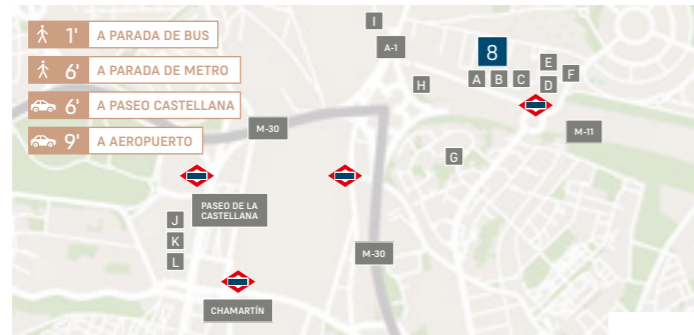 1' A PARADA DE BUS
6' A PARADA DE METRO
6' A PASEO CASTELLANA
9' A AEROPUERTO
I
A-1
8
E
F
A B C D
H
M-30
M-11
G
PASEO DE LA
CASTELLANA
J
K
L
M-30
CHAMARTÍN